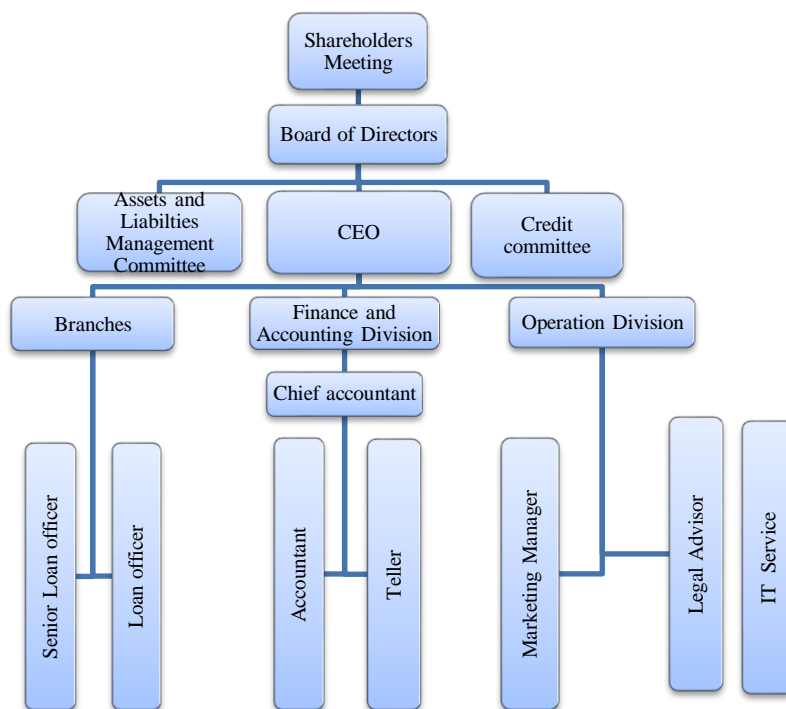 Shareholders
Meeting
Board of Directors
Assets and
Liabilties
Management
Committee
CEO
Credit
committee
Branches
Finance and
Accounting Division
Operation Division
Chief accountant
Senior Loan officer
Loan officer
Accountant
Teller
Marketing Manager
Legal Advisor
IT Service